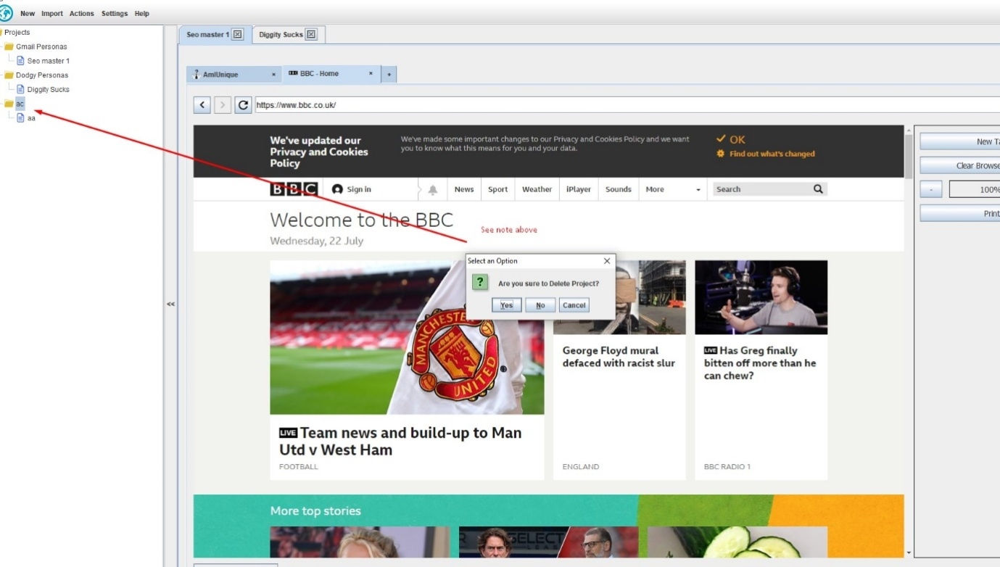 New Import Actions Settings Help
Projects
Gmail Personas
Seo master 1
Dodgy Personas
Diggity Sucks
ac
aa
<<
Seo master 1
Diggity Sucks
AmIUnique
BBC - Home
+
https://www.bbc.co.uk/
We've updated our
Privacy and Cookies
Policy
We've made some important changes to our Privacy and Cookies Policy and we want
you to know what this means for you and your data.
OK
Find out what's changed
BBC Sign in News Sport Weather iPlayer Sounds More Search
Welcome to the BBC
Wednesday, 22 July
See note above
Select an Option
?
Are you sure to Delete Project?
Yes No Cancel
MANCHESTER
UNITED
LIVE Team news and build-up to Man
Utd v West Ham
FOOTBALL
George Floyd mural
defaced with racist slur
ENGLAND
LIVE Has Greg finally
bitten off more than he
can chew?
BBC RADIO 1
More top stories
New Ta
Clear Browse
- 100%
Print